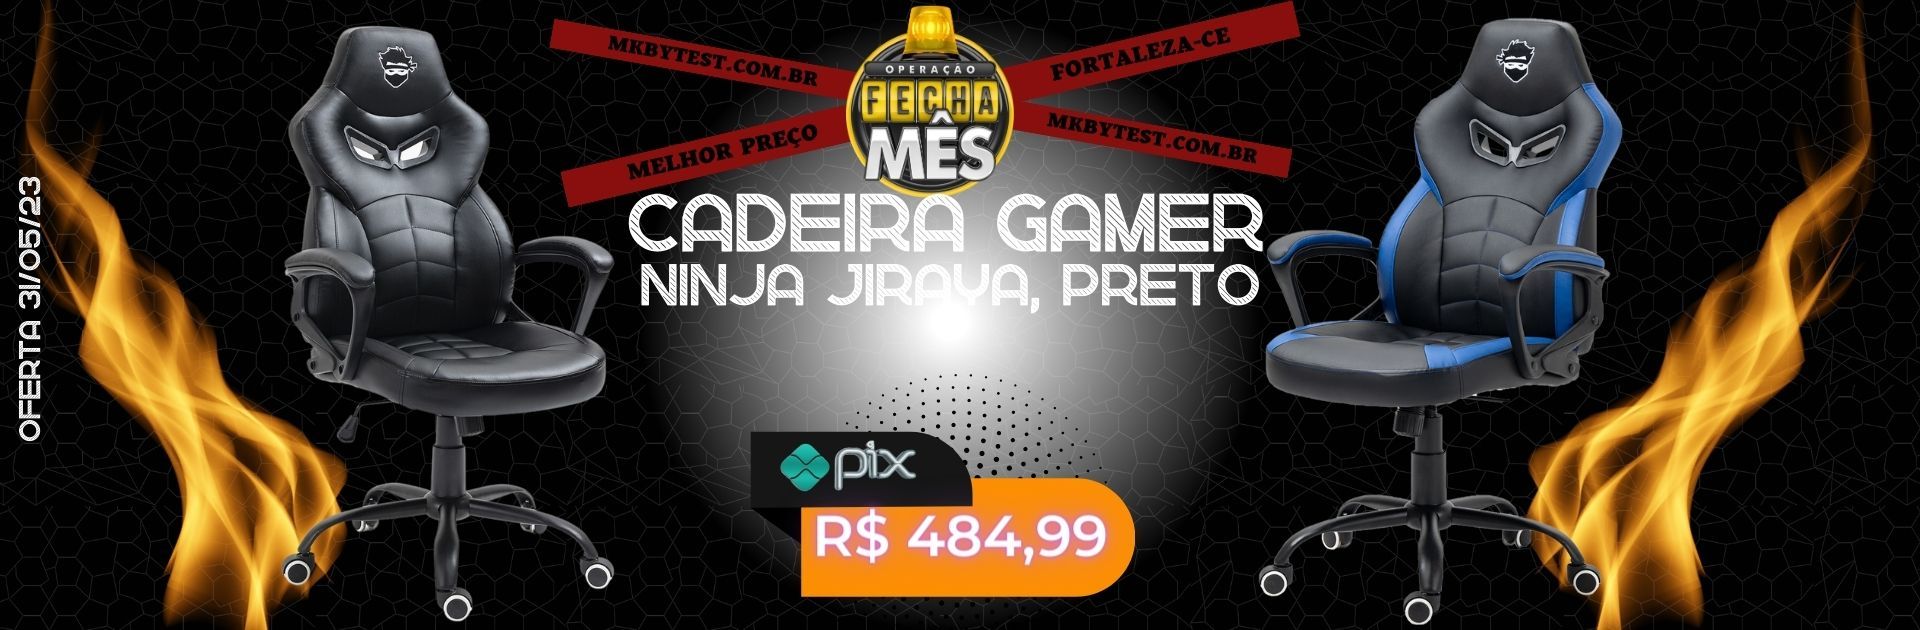 MKBYTEST.COM.BR
FORTALEZA-CE
OPERAÇÃO
FECHA
MÊS
MELHOR PREÇO
MKBYTEST.COM.BR
CADEIRA GAMER
NINJA JIRAYA, PRETO
OFERTA 31/05/23
pix
R$ 484,99